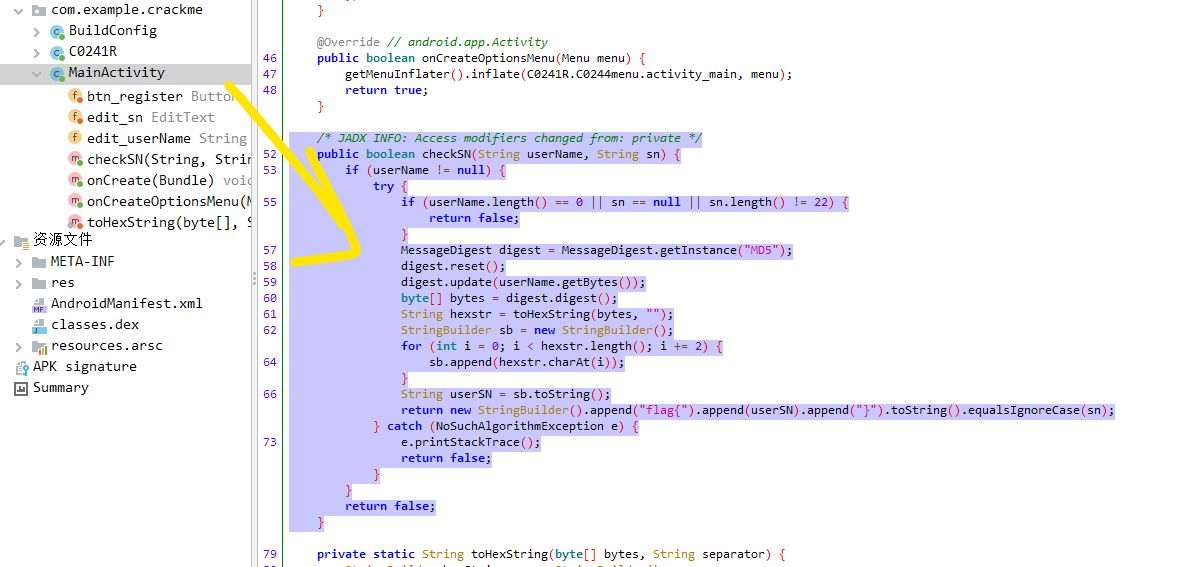 com.example.crackme
BuildConfig
C0241R
MainActivity
btn_register Button
edit_sn EditText
edit_userName String
checkSN(String, Strin
onCreate(Bundle) voi
onCreateOptionsMenu(M
toHexString(byte[], S
资源文件
META-INF
res
AndroidManifest.xml
classes.dex
resources.arsc
APK signature
Summary
}
@Override // android.app.Activity
46 public boolean onCreateOptionsMenu(Menu menu) {
47 getMenuInflater().inflate(C0241R.C0244menu.activity_main, menu);
48 return true;
}
/* JADX INFO: Access modifiers changed from: private */
52 public boolean checkSN(String userName, String sn) {
53 if (userName != null) {
try {
55 if (userName.length() == 0 || sn == null || sn.length() != 22) {
return false;
}
57 MessageDigest digest = MessageDigest.getInstance("MD5");
58 digest.reset();
59 digest.update(userName.getBytes());
60 byte[] bytes = digest.digest();
61 String hexstr = toHexString(bytes, "");
62 StringBuilder sb = new StringBuilder();
for (int i = 0; i < hexstr.length(); i += 2) {
64 sb.append(hexstr.charAt(i));
}
66 String userSN = sb.toString();
return new StringBuilder().append("flag{").append(userSN).append("}").toString().equalsIgnoreCase(sn);
} catch (NoSuchAlgorithmException e) {
73 e.printStackTrace();
return false;
}
}
return false;
}
79 private static String toHexString(byte[] bytes, String separator) {